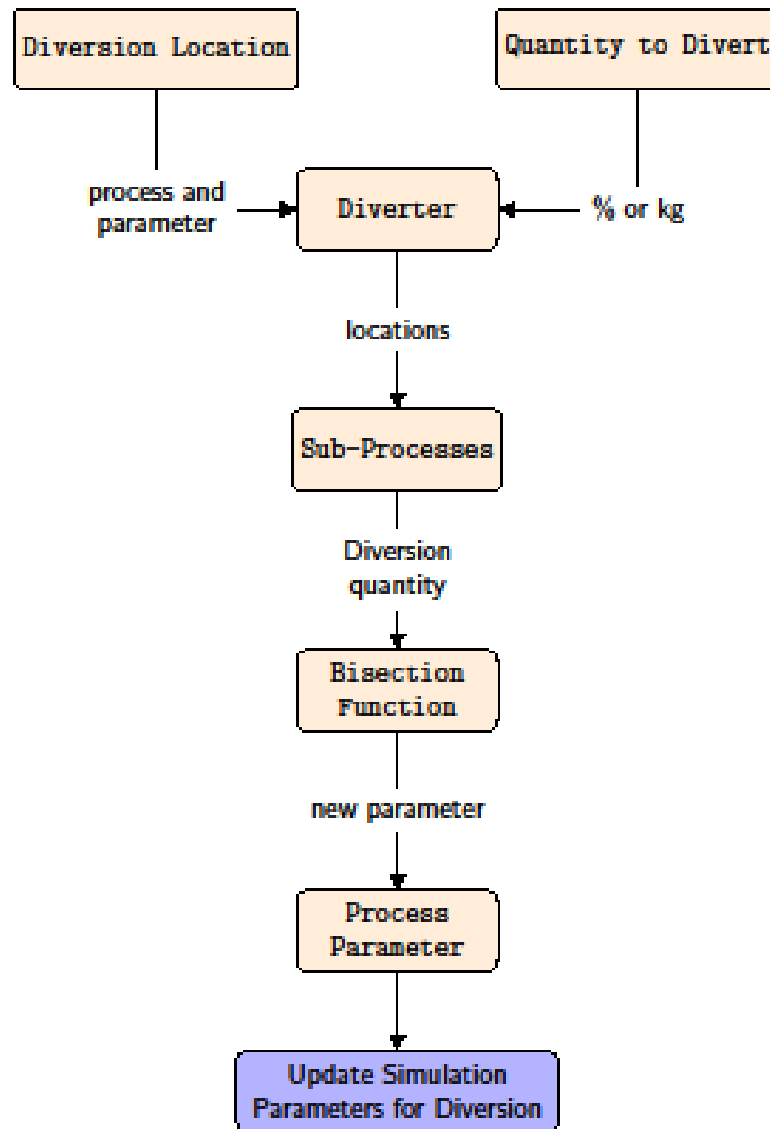 Diversion Location
Quantity to Divert
process and
parameter
Diverter
% or kg
locations
Sub-Processes
Diversion
quantity
Bisection
Function
new parameter
Process
Parameter
Update Simulation
Parameters for Diversion